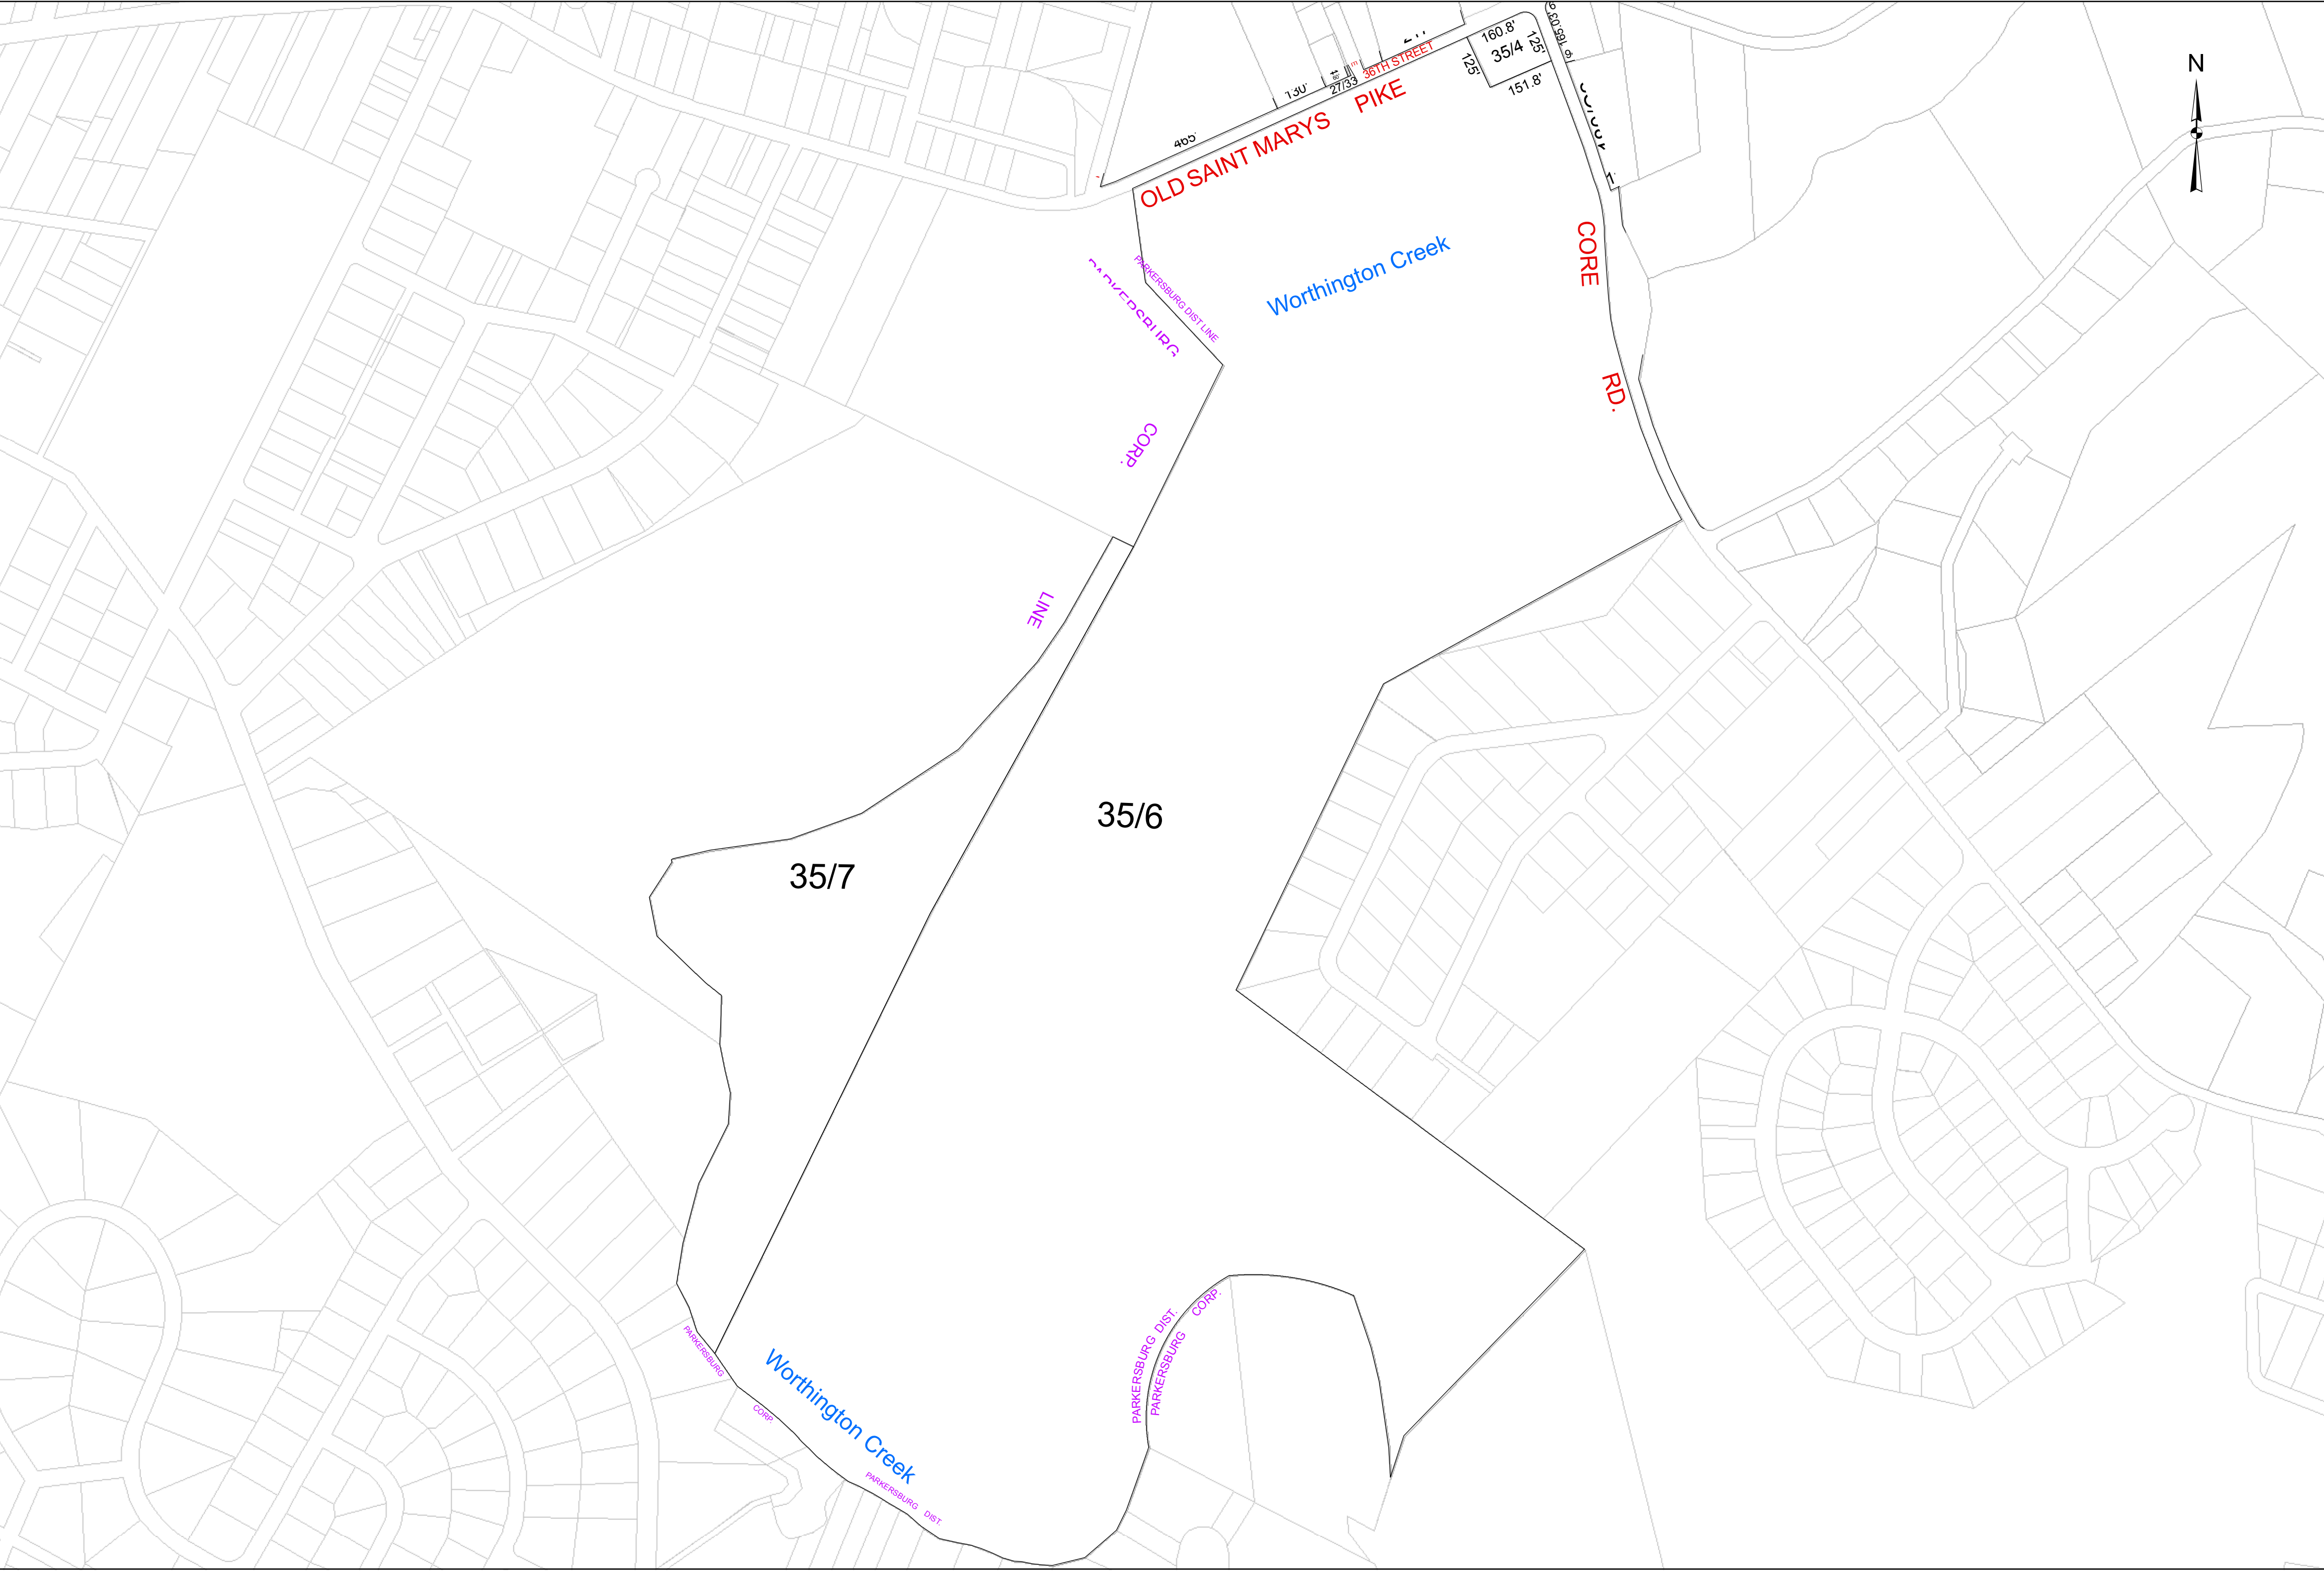 160.8'
35/4
125'
125'
151.8'
165.03'
36TH STREET
27/33
OLD SAINT MARYS PIKE
N
PARKERSBURG DIST LINE
Worthington Creek
CORE RD.
CORP.
LINE
35/6
35/7
PARKERSBURG DIST.
PARKERSBURG CORP.
PARKERSBURG
CORP.
Worthington Creek
PARKERSBURG DIST.